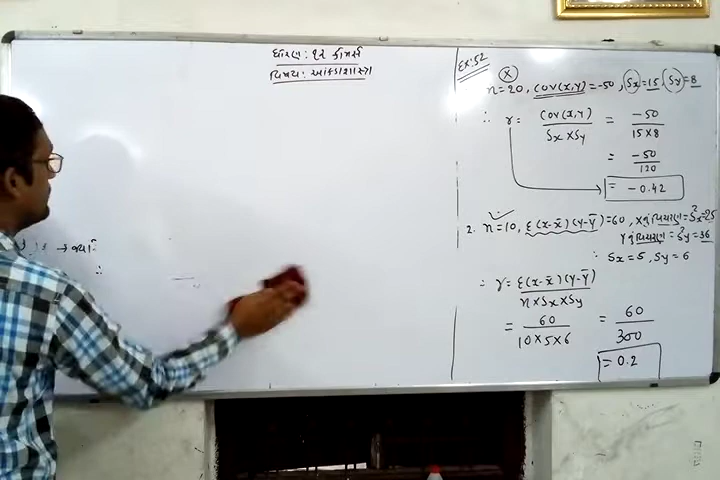 ધોરણ : ૧૨ કોમર્સ
વિષય : આંકડાશાસ્ત્ર
→ જ્યાં
∴
Ex: 52
(X)
n = 20, cov(x,y) = -50, Sx = 15, Sy = 8
∴ r = cov(x,y) / Sx × Sy = -50 / 15 × 8
= -50 / 120
= -0.42
2. n = 10, Σ(x-x̄)(y-ȳ) = 60, x નું વિચરણ = S²x = 25
y નું વિચરણ = S²y = 36
∴ Sx = 5, Sy = 6
= r = Σ(x-x̄)(y-ȳ) / n × Sx × Sy
= 60 / 10 × 5 × 6 = 60 / 300
= 0.2